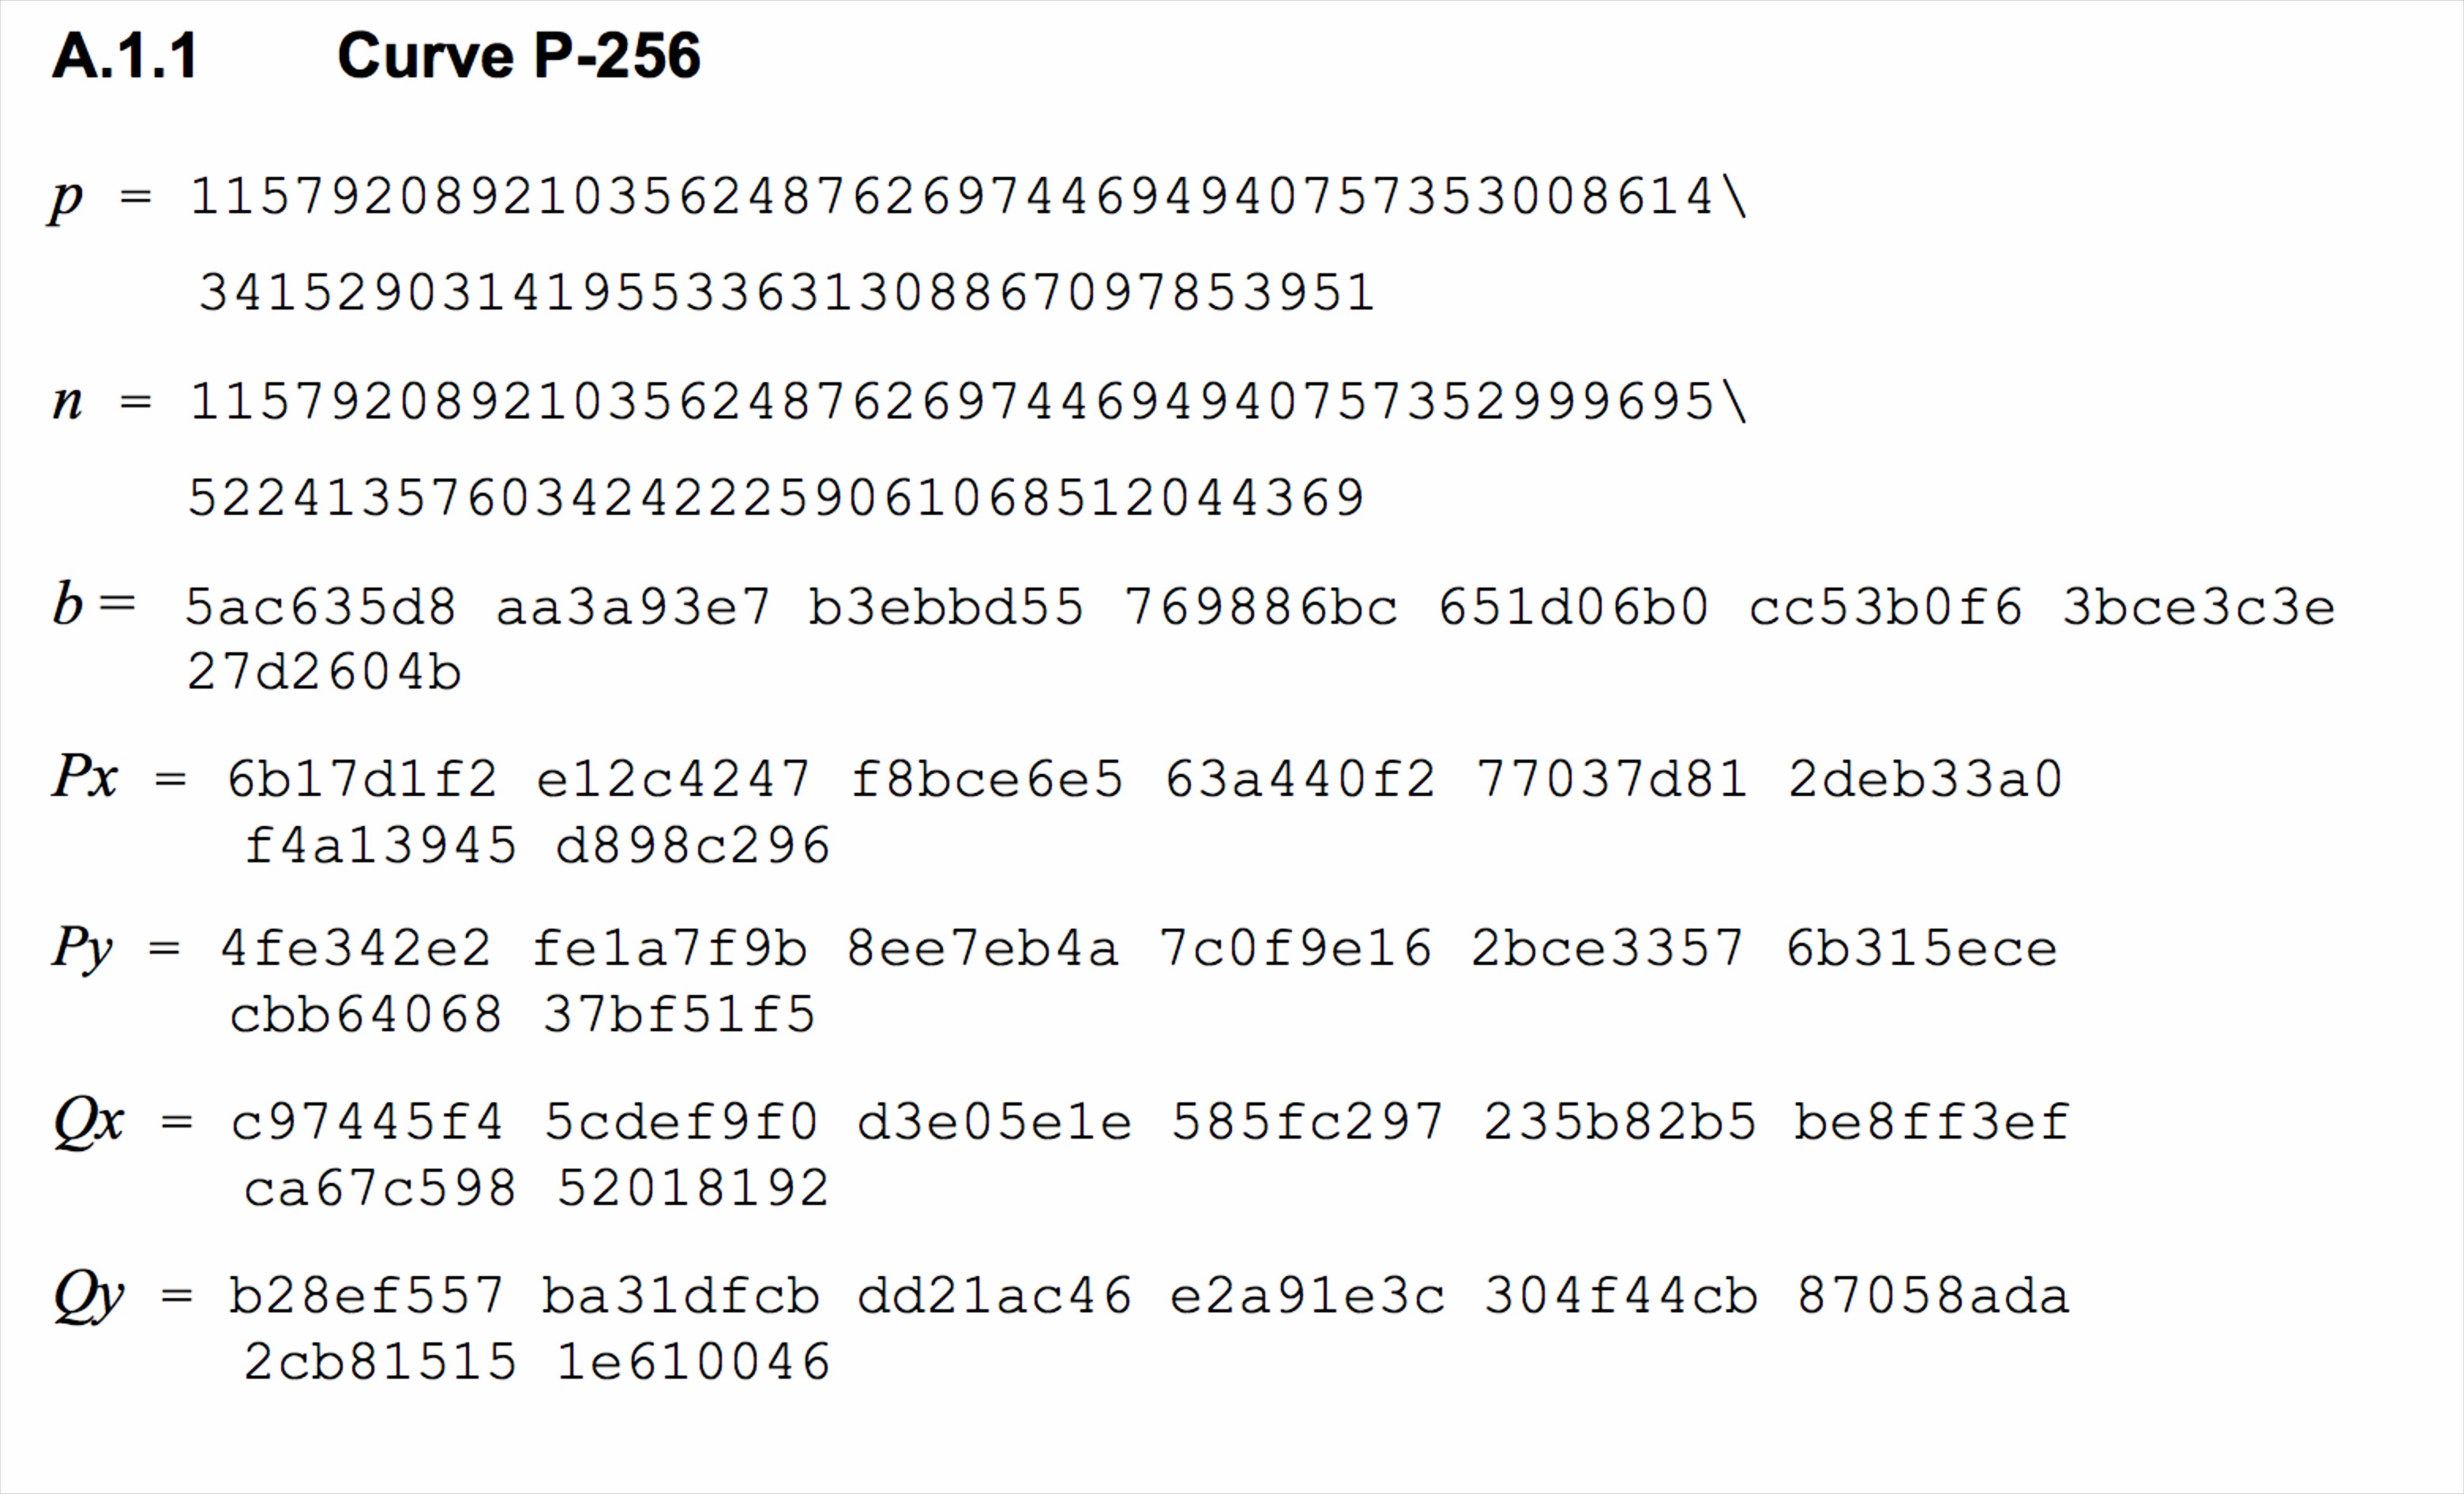 A.1.1 Curve P-256
p = 11579208921035624876269744694940757353008614\
3415290314195533631308867097853951
n = 115792089210356248762697446949407573529996955\
5224135760342422259061068512044369
b = 5ac635d8 aa3a93e7 b3ebbd55 769886bc 651d06b0 cc53b0f6 3bce3c3e
27d2604b
Px = 6b17d1f2 e12c4247 f8bce6e5 63a440f2 77037d81 2deb33a0
f4a13945 d898c296
Py = 4fe342e2 fe1a7f9b 8ee7eb4a 7c0f9e16 2bce3357 6b315ece
cbb64068 37bf51f5
Qx = c97445f4 5cdef9f0 d3e05e1e 585fc297 235b82b5 be8ff3ef
ca67c598 52018192
Qy = b28ef557 ba31dfcb dd21ac46 e2a91e3c 304f44cb 87058ada
2cb81515 1e610046